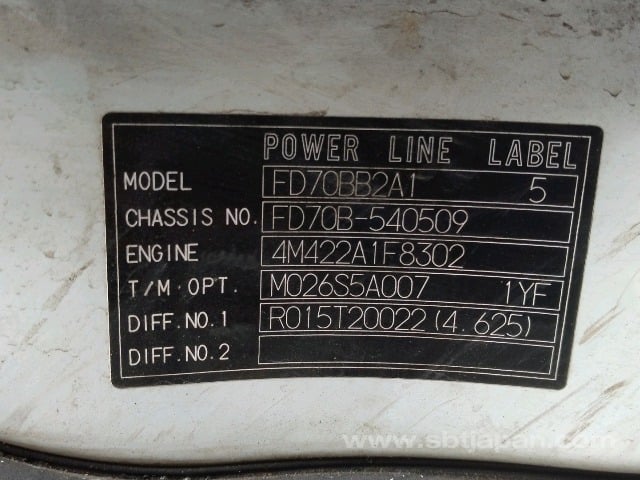 POWER LINE LABEL
MODEL FD70BB2A1 5
CHASSIS NO. FD70B-540509
ENGINE 4M422A1F8302
T/M OPT. M026S5A007 1YF
DIFF.NO.1 R015T20022(4.625)
DIFF.NO.2
www.sbtjapan.com